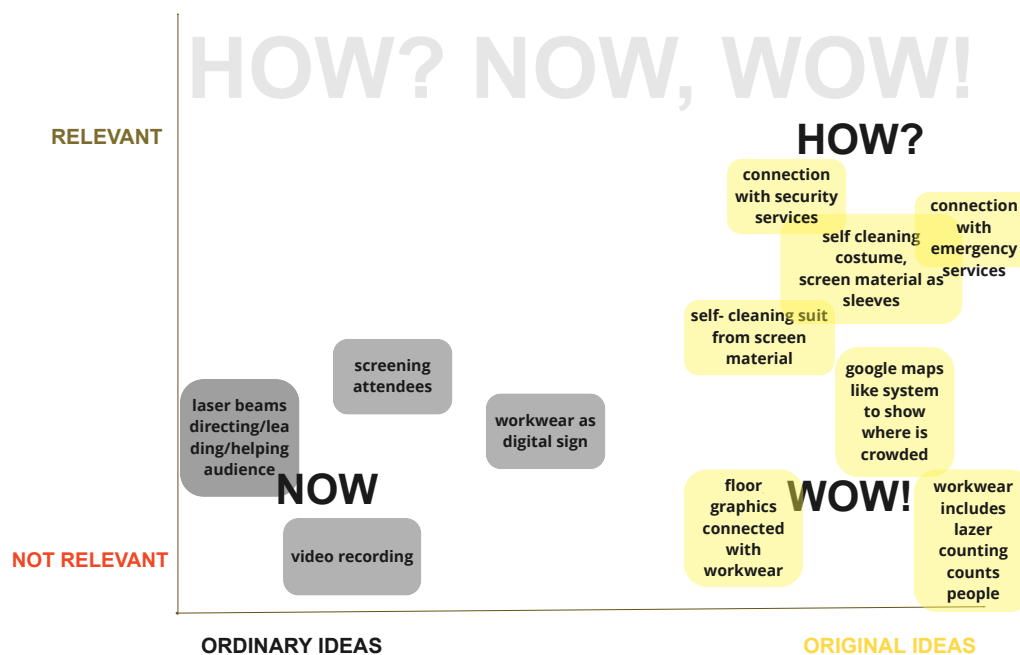 HOW? NOW, WOW!
RELEVANT
HOW?
connection
with security
services
connection
with
emergency
services
self cleaning
costume,
screen material as
sleeves
self- cleaning suit
from screen
material
screening
attendees
google maps
like system
to show
where is
crowded
laser beams
directing/lea
ding/helping
audience
workwear as
digital sign
NOW
WOW!
floor
graphics
connected
with
workwear
workwear
includes
lazer
counting
counts
people
video recording
NOT RELEVANT
ORDINARY IDEAS
ORIGINAL IDEAS